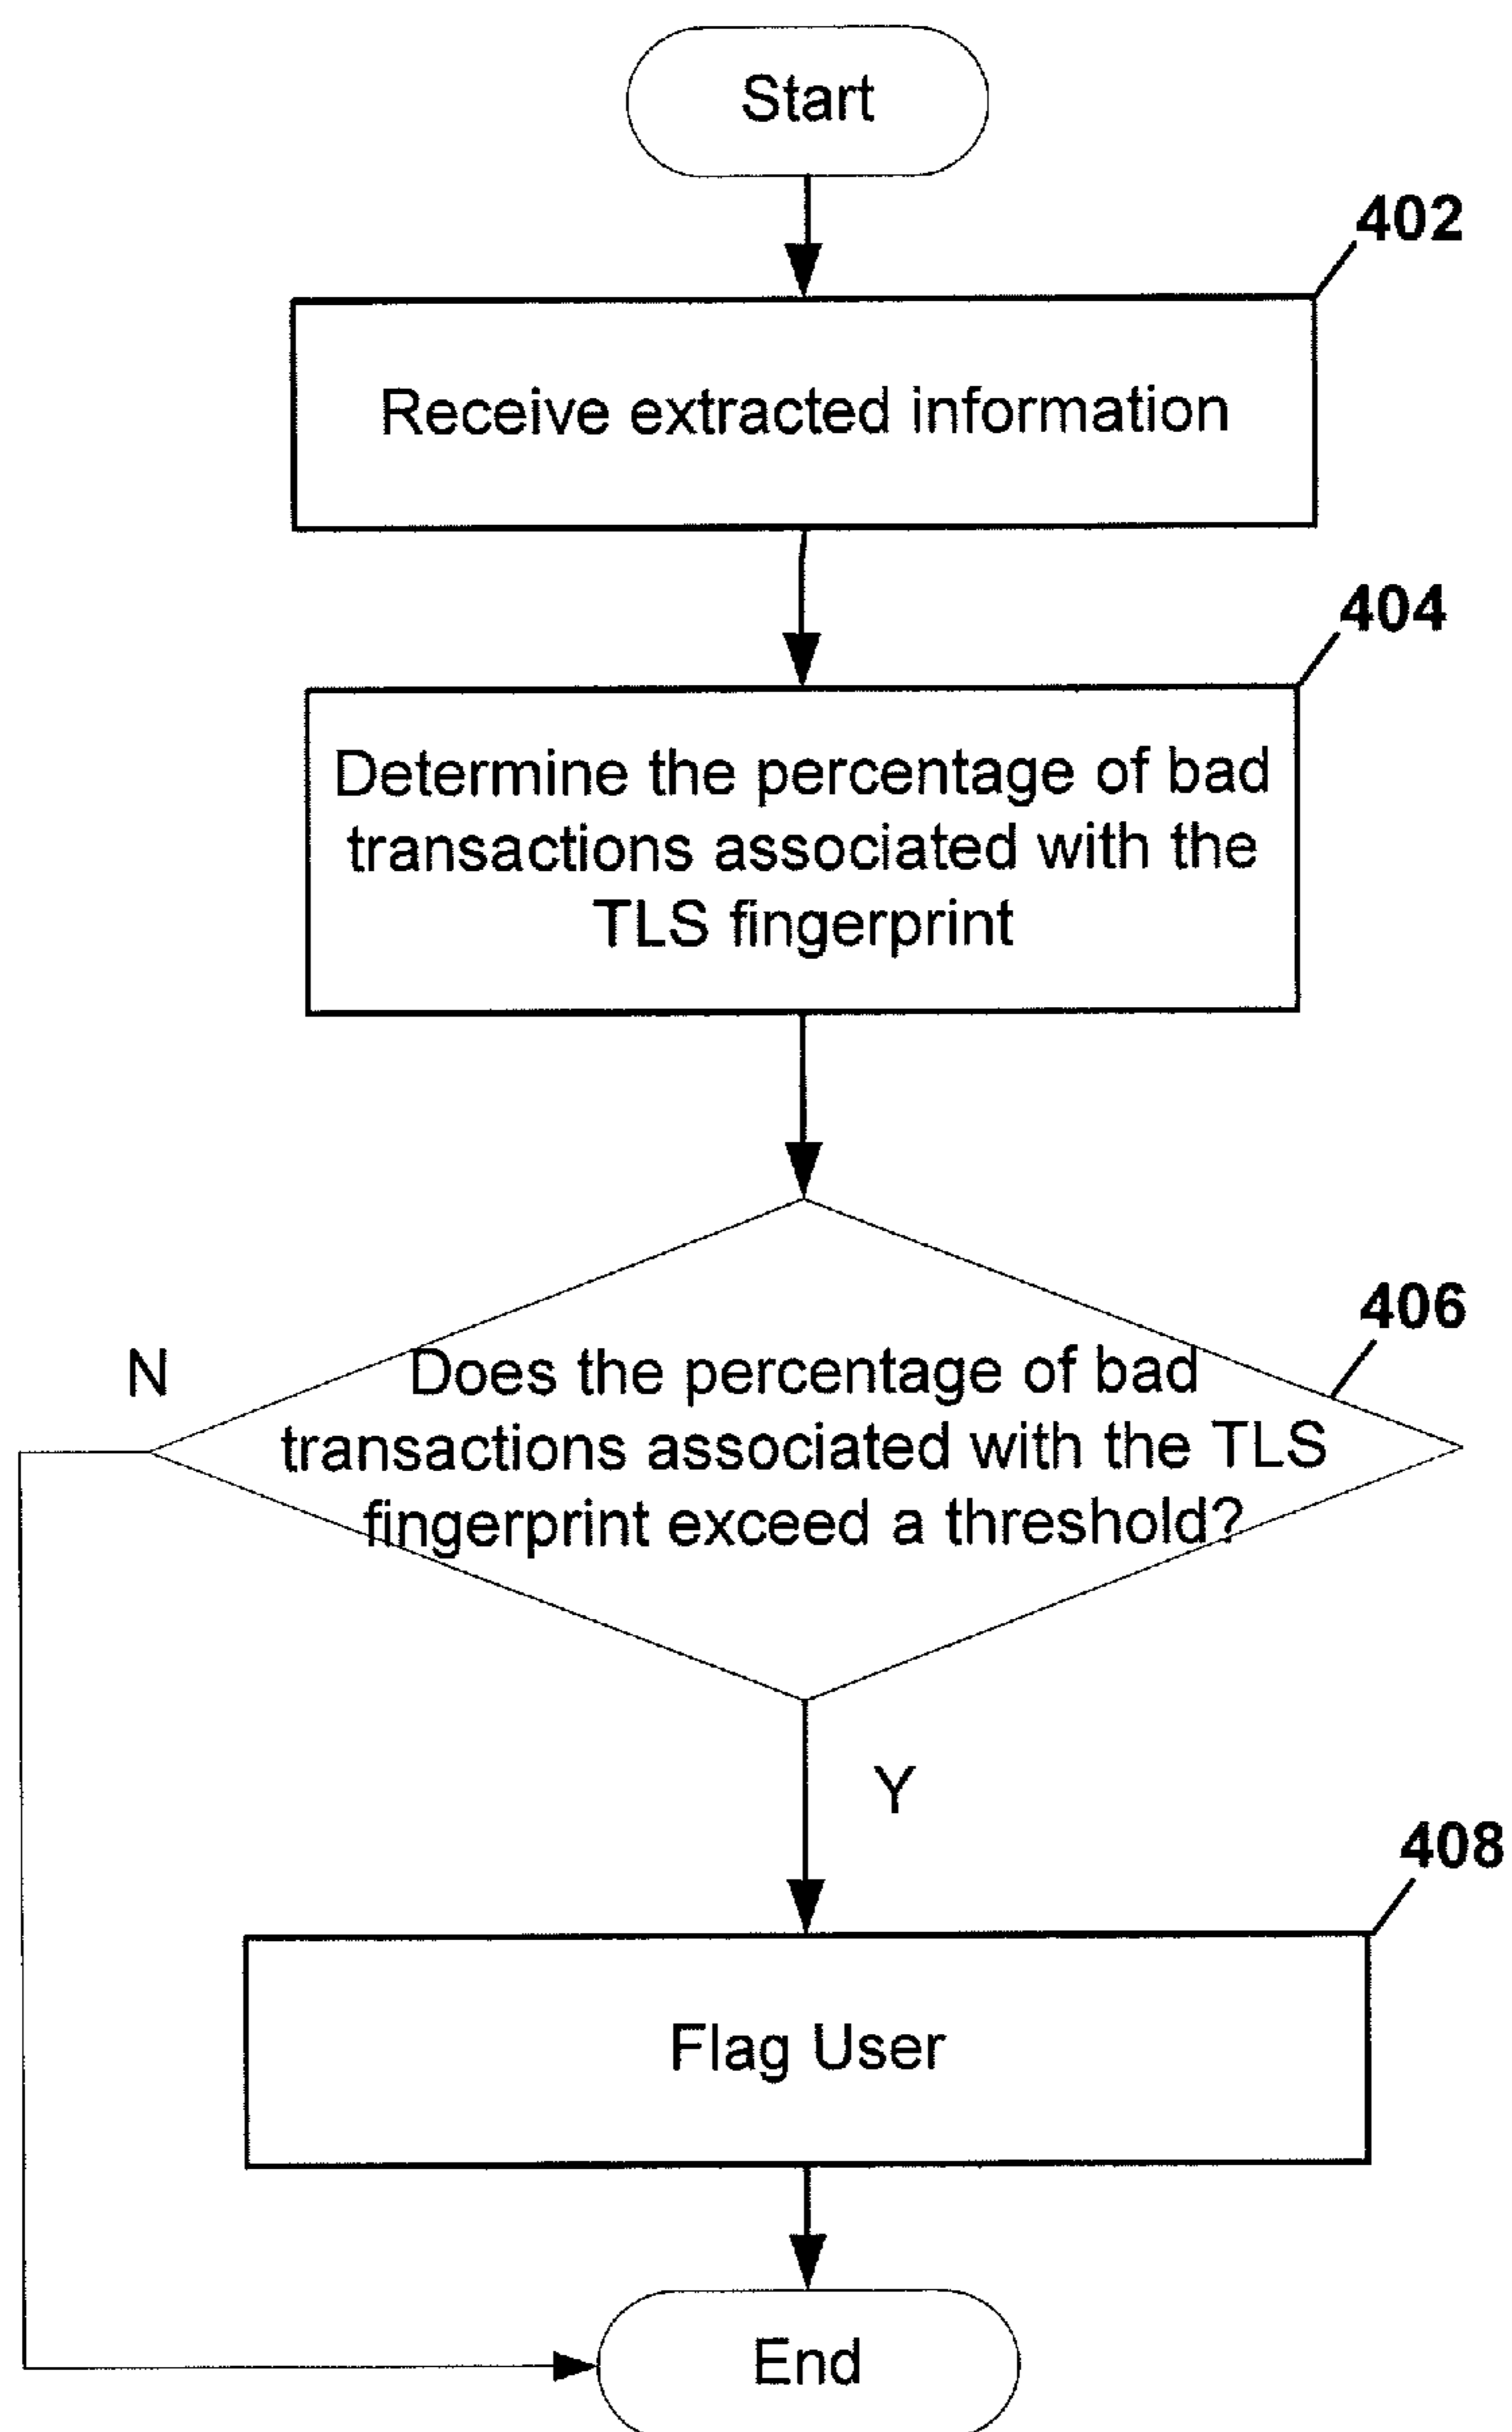 Start
402
Receive extracted information
404
Determine the percentage of bad
transactions associated with the
TLS fingerprint
406
N
Does the percentage of bad
transactions associated with the TLS
fingerprint exceed a threshold?
Y
408
Flag User
End